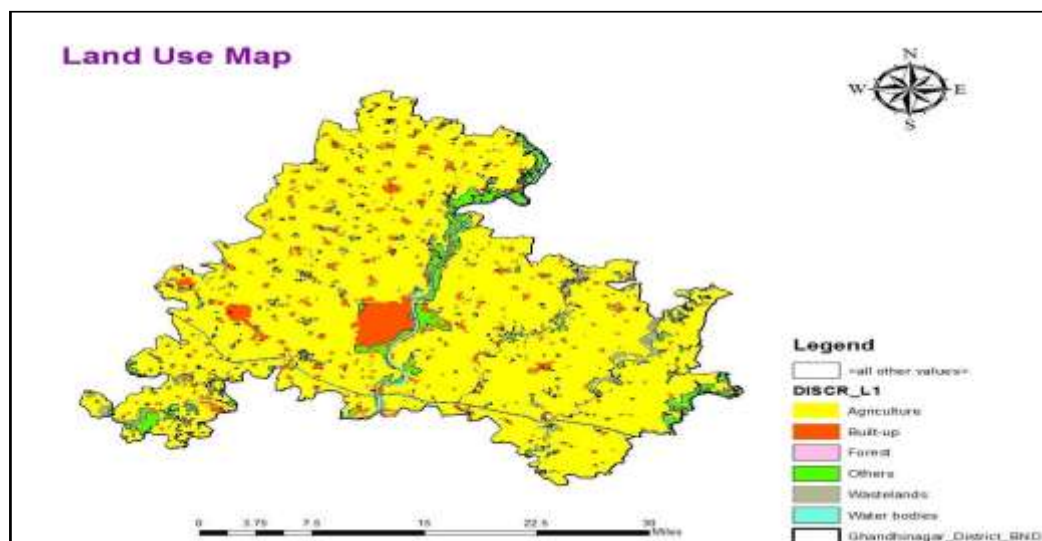 Land Use Map
N
W E
S
Legend
<all other values>
DISCR_L1
Agriculture
Built-up
Forest
Others
Wastelands
Water bodies
Ghandhinagar_District_BND
0 3.75 7.5 15 22.5 30
Miles